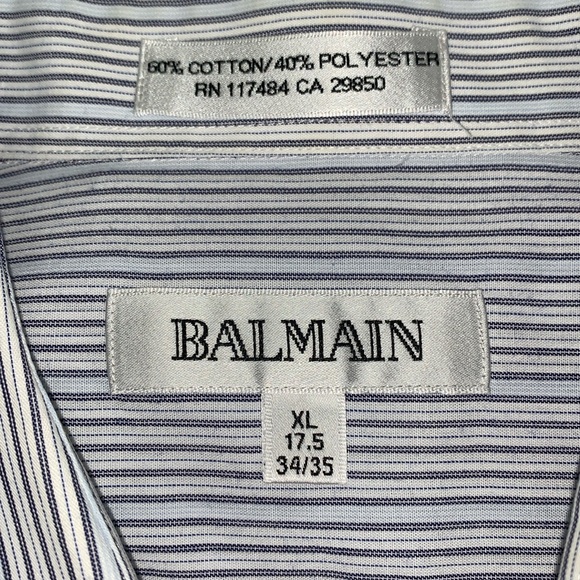 60% COTTON/40% POLYESTER
RN 117484 CA 29850
BALMAIN
XL
17.5
34/35